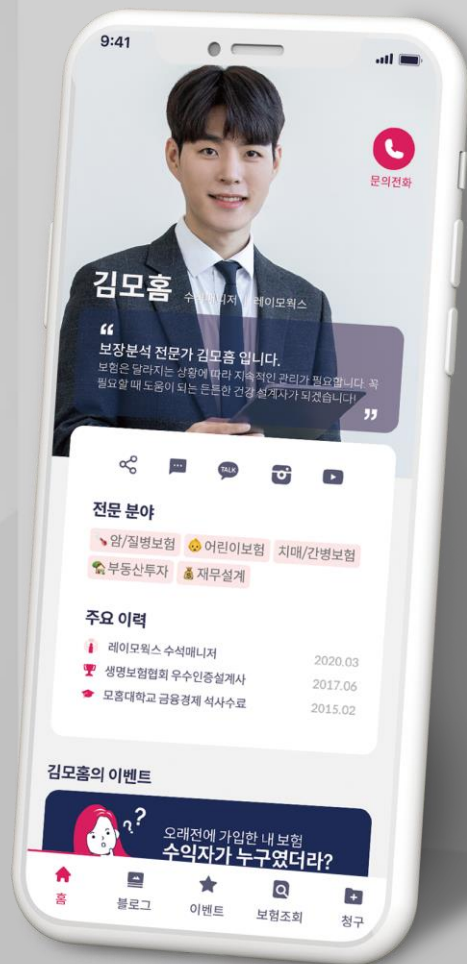 9:41
문의전화
김모홈 수석매니저 | 레이모웍스
“
보장분석 전문가 김모홈 입니다.
보험은 달라지는 상황에 따라 지속적인 관리가 필요합니다. 꼭
필요할 때 도움이 되는 든든한 건강 설계자가 되겠습니다!
”
TALK
전문 분야
암/질병보험 어린이보험 치매/간병보험
부동산투자 재무설계
주요 이력
레이모웍스 수석매니저 2020.03
생명보험협회 우수인증설계사 2017.06
모홈대학교 금융경제 석사수료 2015.02
김모홈의 이벤트
??
오래전에 가입한 내 보험
수익자가 누구였더라?
홈 블로그 이벤트 보험조회 청구